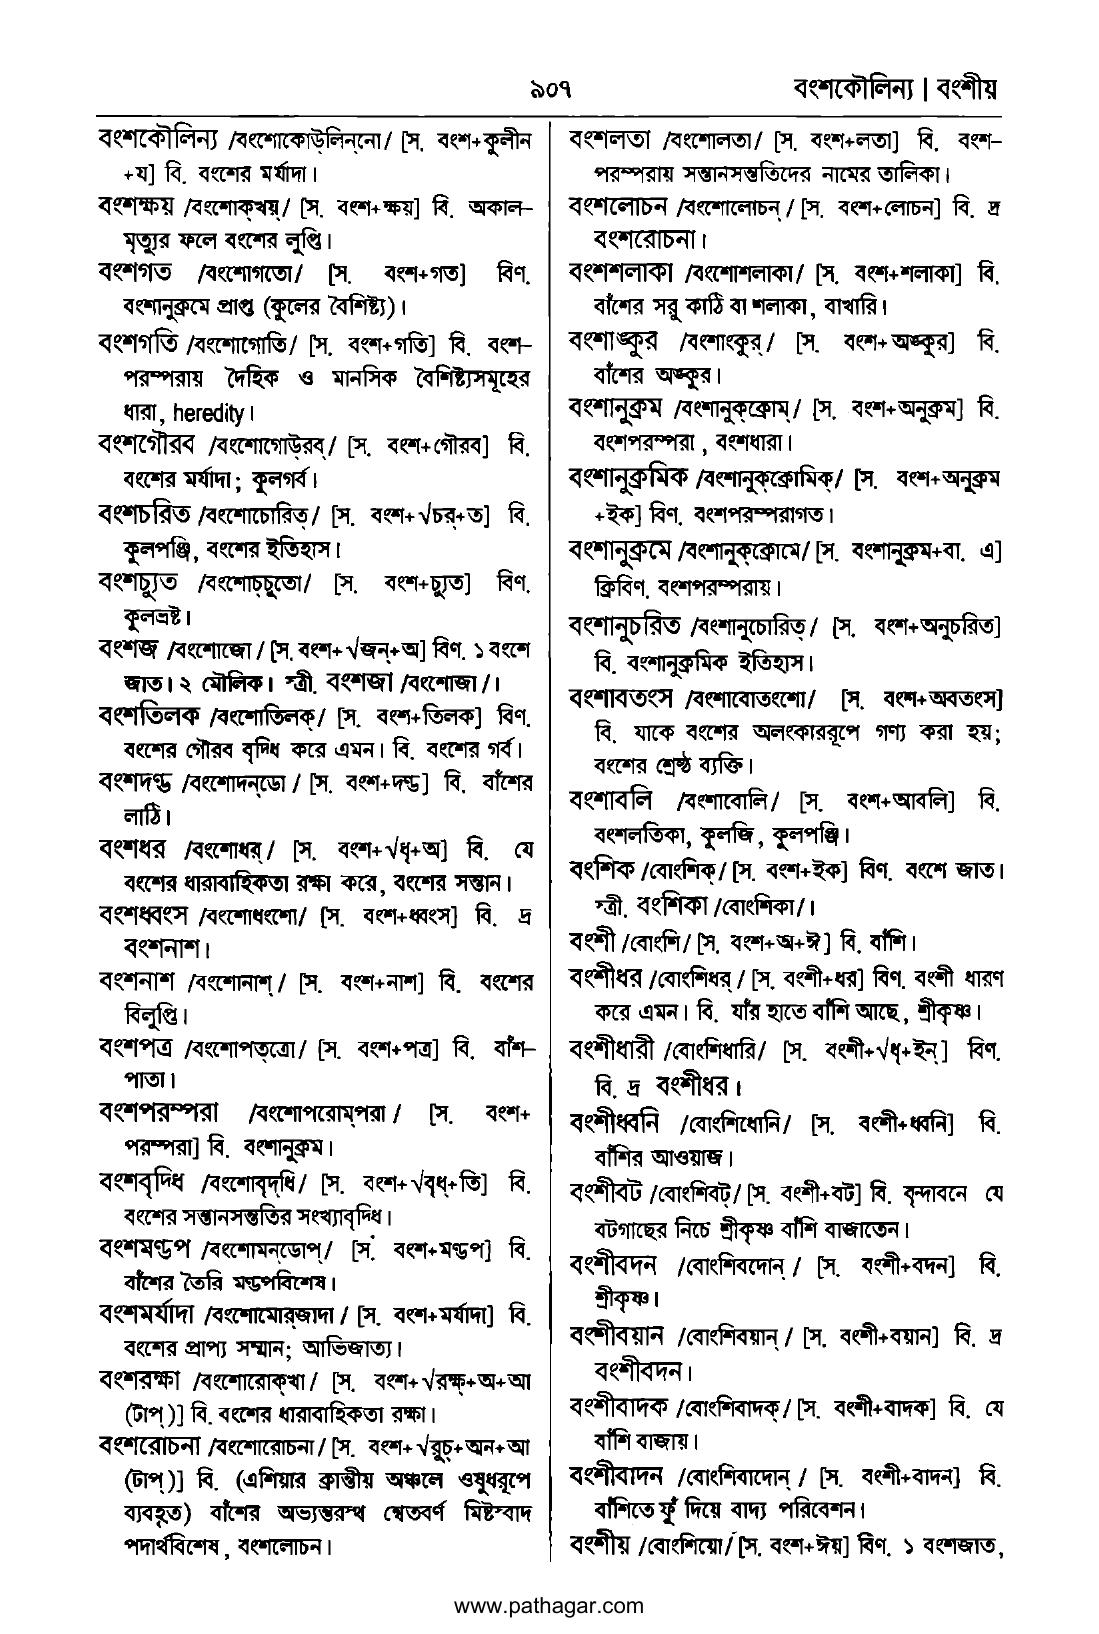 ৯০৭
বংশকৌলিন্য | বংশীয়
বংশকৌলিন্য /বংশোকোউ্‌লিন্‌নো/ [স. বংশ+কুলীন
+য] বি. বংশের মর্যাদা।
বংশক্ষয় /বংশোক্‌খয়্‌/ [স. বংশ+ক্ষয়] বি. অকাল–
মৃত্যুর ফলে বংশের লুপ্তি।
বংশগত /বংশোগতো/ [স. বংশ+গত] বিণ.
বংশানুক্রমে প্রাপ্ত (কুলের বৈশিষ্ট্য)।
বংশগতি /বংশোগোতি/ [স. বংশ+গতি] বি. বংশ–
পরম্পরায় দৈহিক ও মানসিক বৈশিষ্ট্যসমূহের
ধারা, heredity।
বংশগৌরব /বংশোগোউ্‌রব্‌/ [স. বংশ+গৌরব] বি.
বংশের মর্যাদা; কুলগর্ব।
বংশচরিত /বংশোচোরিত্‌/ [স. বংশ+√চর্‌+ত] বি.
কুলপঞ্জি, বংশের ইতিহাস।
বংশচ্যুত /বংশোচ্‌চুতো/ [স. বংশ+চ্যুত] বিণ.
কুলভ্রষ্ট।
বংশজ /বংশোজো/ [স. বংশ+√জন্‌+অ] বিণ. ১ বংশে
জাত। ২ মৌলিক। স্ত্রী. বংশজা /বংশোজা/।
বংশতিলক /বংশোতিলক্‌/ [স. বংশ+তিলক] বিণ.
বংশের গৌরব বৃদ্ধি করে এমন। বি. বংশের গর্ব।
বংশদণ্ড /বংশোদন্‌ডো/ [স. বংশ+দণ্ড] বি. বাঁশের
লাঠি।
বংশধর /বংশোধর্‌/ [স. বংশ+√ধৃ+অ] বি. যে
বংশের ধারাবাহিকতা রক্ষা করে, বংশের সন্তান।
বংশধ্বংস /বংশোধংশো/ [স. বংশ+ধ্বংস] বি. দ্র
বংশনাশ।
বংশনাশ /বংশোনাশ্‌/ [স. বংশ+নাশ] বি. বংশের
বিলুপ্তি।
বংশপত্র /বংশোপত্‌ত্রো/ [স. বংশ+পত্র] বি. বাঁশ–
পাতা।
বংশপরম্পরা /বংশোপরোম্‌পরা/ [স. বংশ+
পরম্পরা] বি. বংশানুক্রম।
বংশবৃদ্ধি /বংশোবৃদ্‌ধি/ [স. বংশ+√বৃধ্‌+তি] বি.
বংশের সন্তানসন্ততির সংখ্যাবৃদ্ধি।
বংশমণ্ডপ /বংশোমন্‌ডোপ্‌/ [স. বংশ+মণ্ডপ] বি.
বাঁশের তৈরি মণ্ডপবিশেষ।
বংশমর্যাদা /বংশোমোর্‌জাদা/ [স. বংশ+মর্যাদা] বি.
বংশের প্রাপ্য সম্মান; আভিজাত্য।
বংশরক্ষা /বংশোরোক্‌খা/ [স. বংশ+√রক্ষ্‌+অ+আ
(টাপ্‌)] বি. বংশের ধারাবাহিকতা রক্ষা।
বংশরোচনা /বংশোরোচনা/ [স. বংশ+√রুচ্‌+অন+আ
(টাপ্‌)] বি. (এশিয়ার ক্রান্তীয় অঞ্চলে ওষুধরূপে
ব্যবহৃত) বাঁশের অভ্যন্তরস্থ শ্বেতবর্ণ মিষ্টস্বাদ
পদার্থবিশেষ, বংশলোচন।
বংশলতা /বংশোলতা/ [স. বংশ+লতা] বি. বংশ–
পরম্পরায় সন্তানসন্ততিদের নামের তালিকা।
বংশলোচন /বংশোলোচন্‌/ [স. বংশ+লোচন] বি. দ্র
বংশরোচনা।
বংশশলাকা /বংশোশলাকা/ [স. বংশ+শলাকা] বি.
বাঁশের সরু কাঠি বা শলাকা, বাখারি।
বংশাঙ্কুর /বংশাংকুর্‌/ [স. বংশ+অঙ্কুর] বি.
বাঁশের অঙ্কুর।
বংশানুক্রম /বংশানুক্‌ক্রোম্‌/ [স. বংশ+অনুক্রম] বি.
বংশপরম্পরা, বংশধারা।
বংশানুক্রমিক /বংশানুক্‌ক্রোমিক্‌/ [স. বংশ+অনুক্রম
+ইক] বিণ. বংশপরম্পরাগত।
বংশানুক্রমে /বংশানুক্‌ক্রোমে/ [স. বংশানুক্রম+বা. এ]
ক্রিবিণ. বংশপরম্পরায়।
বংশানুচরিত /বংশানুচোরিত্‌/ [স. বংশ+অনুচরিত]
বি. বংশানুক্রমিক ইতিহাস।
বংশাবতংস /বংশাবোতংশো/ [স. বংশ+অবতংস]
বি. যাকে বংশের অলংকাররূপে গণ্য করা হয়;
বংশের শ্রেষ্ঠ ব্যক্তি।
বংশাবলি /বংশাবোলি/ [স. বংশ+আবলি] বি.
বংশলতিকা, কুলজি, কুলপঞ্জি।
বংশিক /বোংশিক্‌/ [স. বংশ+ইক] বিণ. বংশে জাত।
স্ত্রী. বংশিকা /বোংশিকা/।
বংশী /বোংশি/ [স. বংশ+অ+ঈ] বি. বাঁশি।
বংশীধর /বোংশিধর্‌/ [স. বংশী+ধর] বিণ. বংশী ধারণ
করে এমন। বি. যাঁর হাতে বাঁশি আছে, শ্রীকৃষ্ণ।
বংশীধারী /বোংশিধারি/ [স. বংশী+√ধৃ+ইন্‌] বিণ.
বি. দ্র বংশীধর।
বংশীধ্বনি /বোংশিধোনি/ [স. বংশী+ধ্বনি] বি.
বাঁশির আওয়াজ।
বংশীবট /বোংশিবট্‌/ [স. বংশী+বট] বি. বৃন্দাবনে যে
বটগাছের নিচে শ্রীকৃষ্ণ বাঁশি বাজাতেন।
বংশীবদন /বোংশিবদোন্‌/ [স. বংশী+বদন] বি.
শ্রীকৃষ্ণ।
বংশীবয়ান /বোংশিবয়ান্‌/ [স. বংশী+বয়ান] বি. দ্র
বংশীবদন।
বংশীবাদক /বোংশিবাদক্‌/ [স. বংশী+বাদক] বি. যে
বাঁশি বাজায়।
বংশীবাদন /বোংশিবাদোন্‌/ [স. বংশী+বাদন] বি.
বাঁশিতে ফুঁ দিয়ে বাদ্য পরিবেশন।
বংশীয় /বোংশিয়ো/ [স. বংশ+ঈয়] বিণ. ১ বংশজাত,
www.pathagar.com